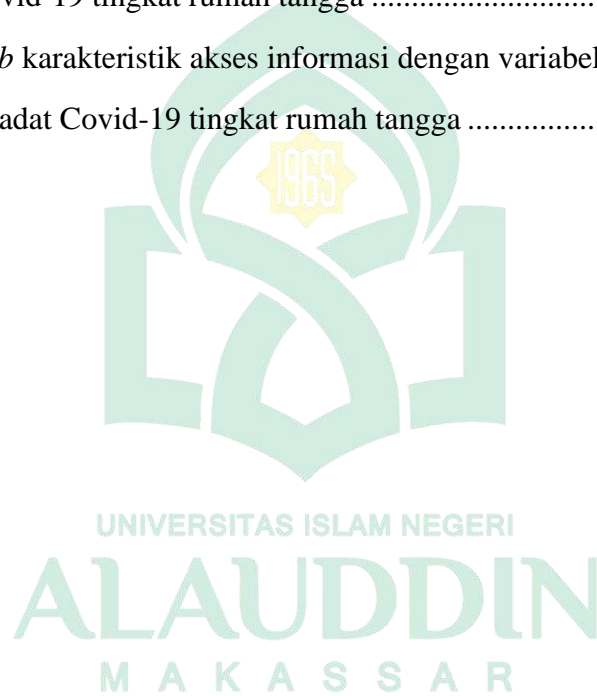 vid-19 tingkat rumah tangga ............................
b karakteristik akses informasi dengan variabel
adat Covid-19 tingkat rumah tangga ................
1965
UNIVERSITAS ISLAM NEGERI
ALAUDDIN
MAKASSAR